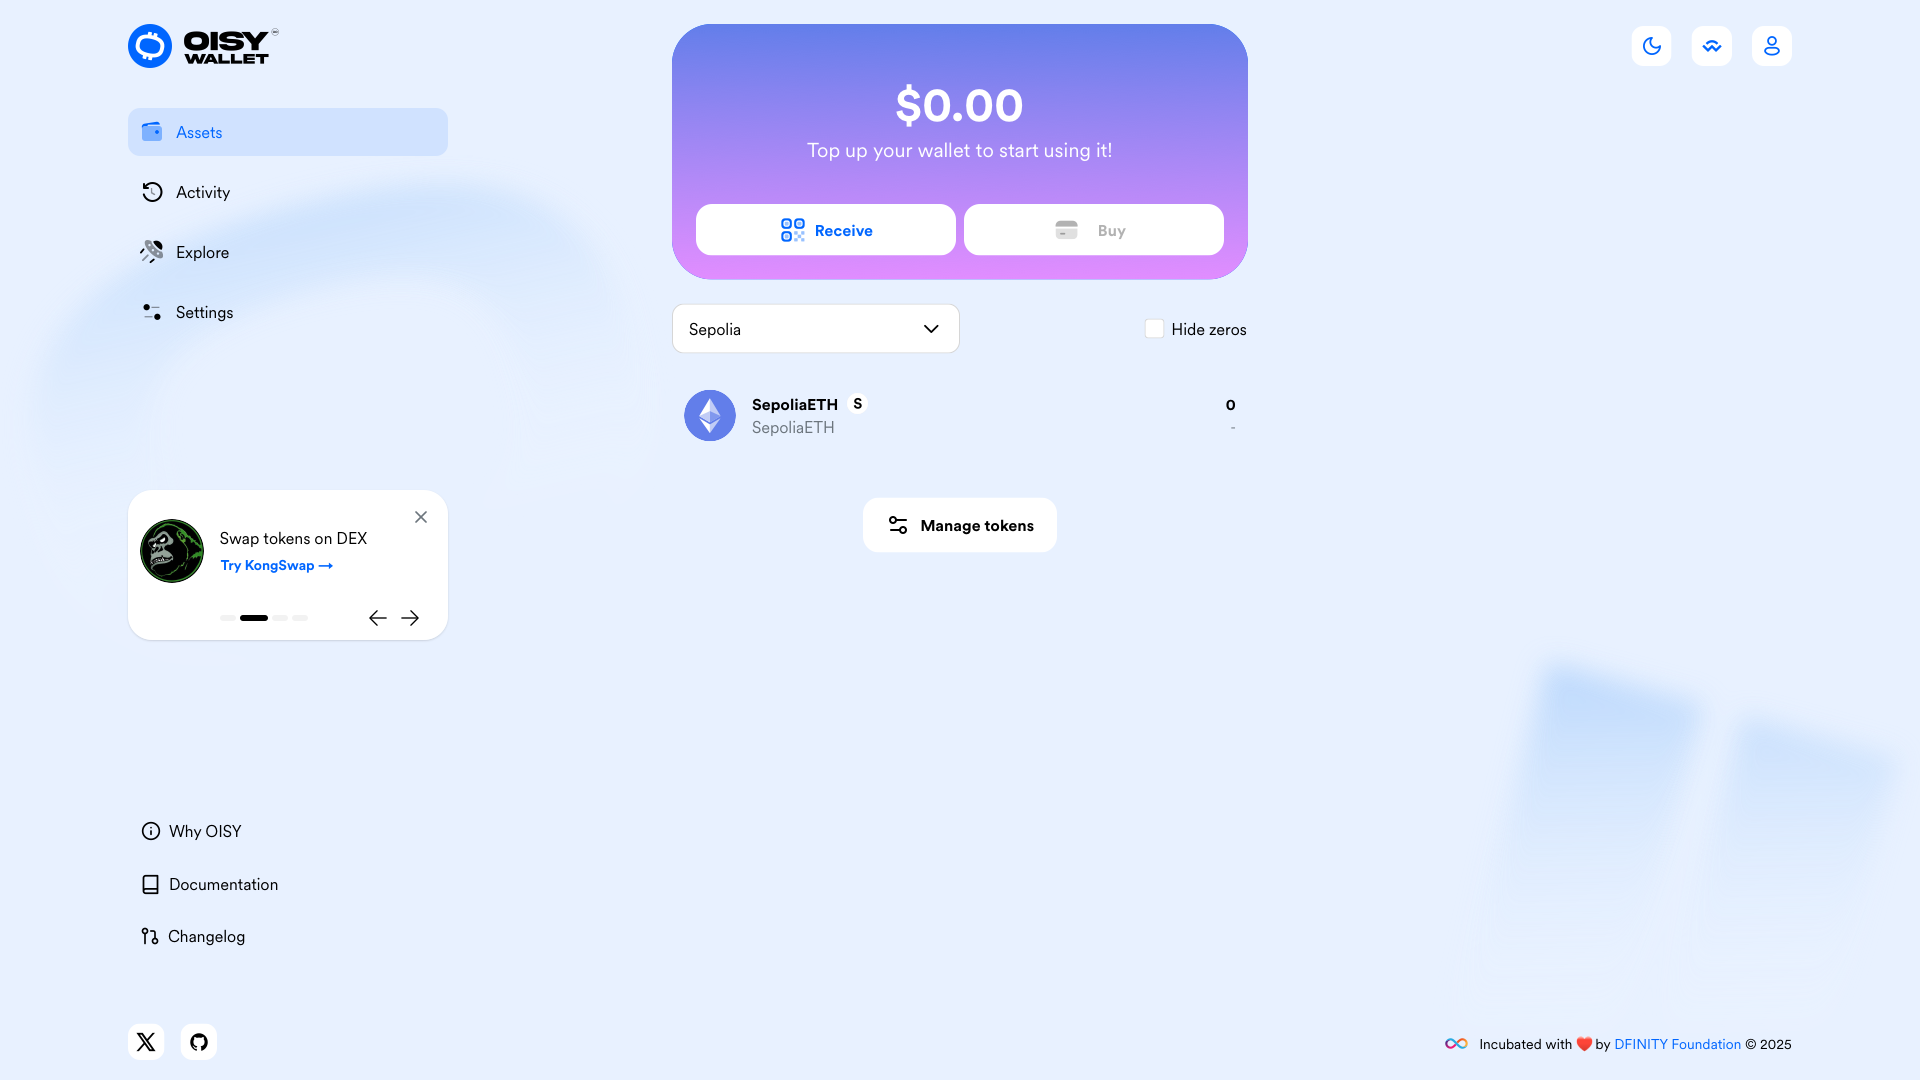 OISY
WALLET
Assets
Activity
Explore
Settings
$0.00
Top up your wallet to start using it!
Receive
Buy
Sepolia
Hide zeros
SepoliaETH S
0
SepoliaETH
-
Manage tokens
Swap tokens on DEX
Try KongSwap →
Why OISY
Documentation
Changelog
Incubated with ❤️ by DFINITY Foundation © 2025